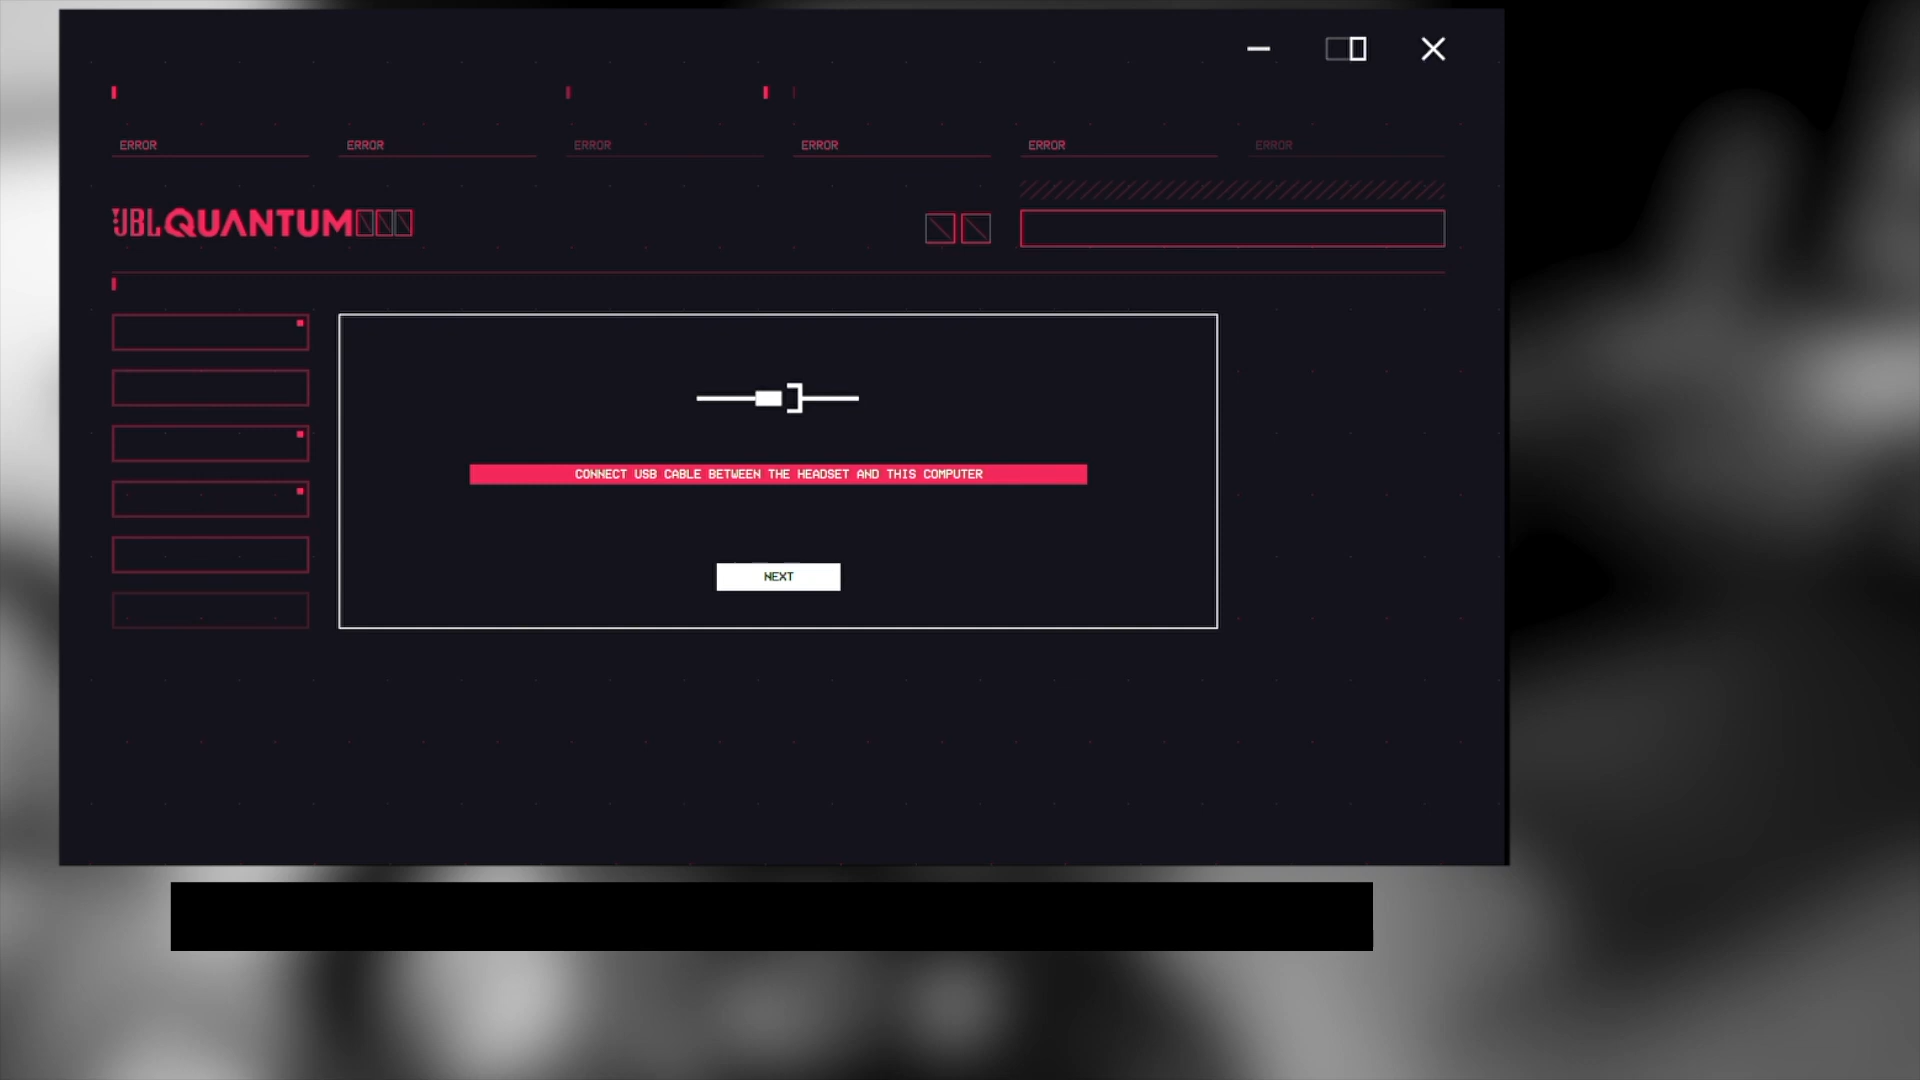 ERROR ERROR ERROR ERROR ERROR ERROR
JBL QUANTUM
CONNECT USB CABLE BETWEEN THE HEADSET AND THIS COMPUTER
NEXT